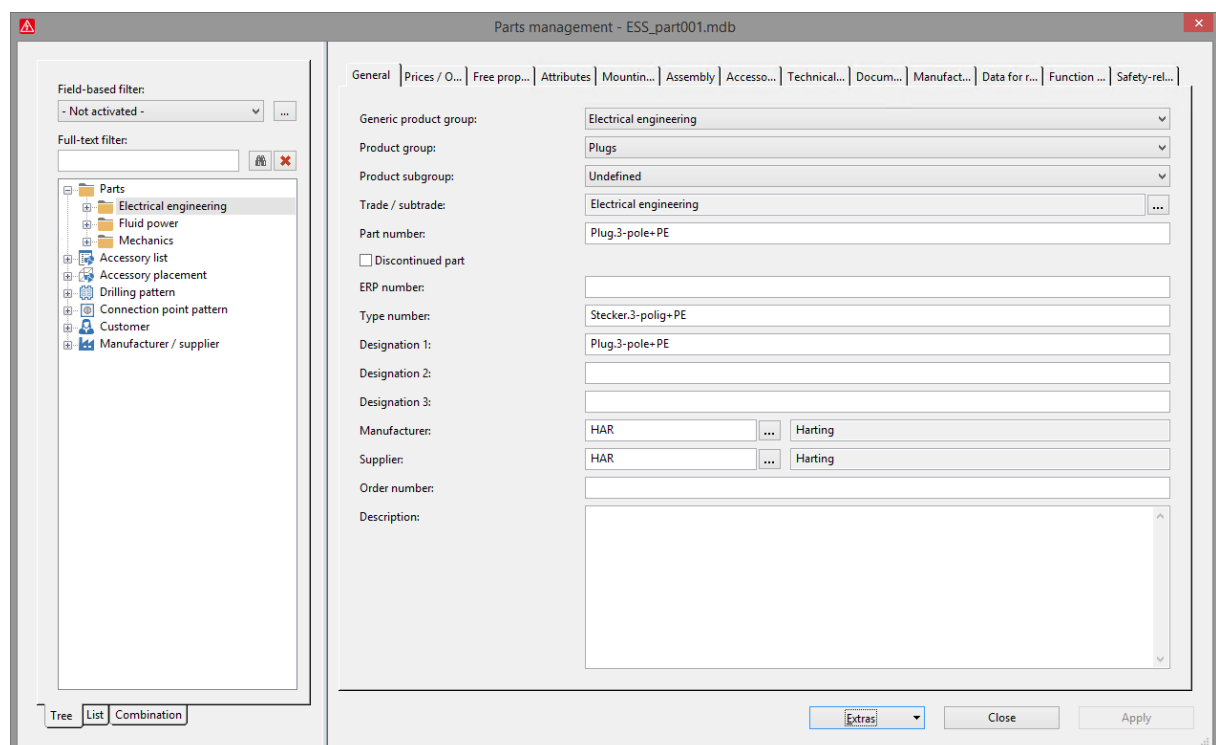 Parts management - ESS_part001.mdb
Field-based filter:
- Not activated -
...
Full-text filter:
Parts
Electrical engineering
Fluid power
Mechanics
Accessory list
Accessory placement
Drilling pattern
Connection point pattern
Customer
Manufacturer / supplier
Tree List Combination
General Prices / O... Free prop... Attributes Mountin... Assembly Accesso... Technical... Docum... Manufact... Data for r... Function ... Safety-rel...
Generic product group: Electrical engineering
Product group: Plugs
Product subgroup: Undefined
Trade / subtrade: Electrical engineering ...
Part number: Plug.3-pole+PE
Discontinued part
ERP number:
Type number: Stecker.3-polig+PE
Designation 1: Plug.3-pole+PE
Designation 2:
Designation 3:
Manufacturer: HAR ... Harting
Supplier: HAR ... Harting
Order number:
Description:
Extras Close Apply